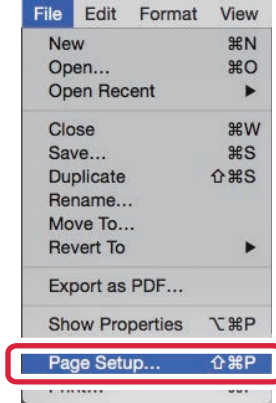 File Edit Format View
New ⌘N
Open... ⌘O
Open Recent ▶
Close ⌘W
Save... ⌘S
Duplicate ⇧⌘S
Rename...
Move To...
Revert To ▶
Export as PDF...
Show Properties ⌥⌘P
Page Setup... ⇧⌘P